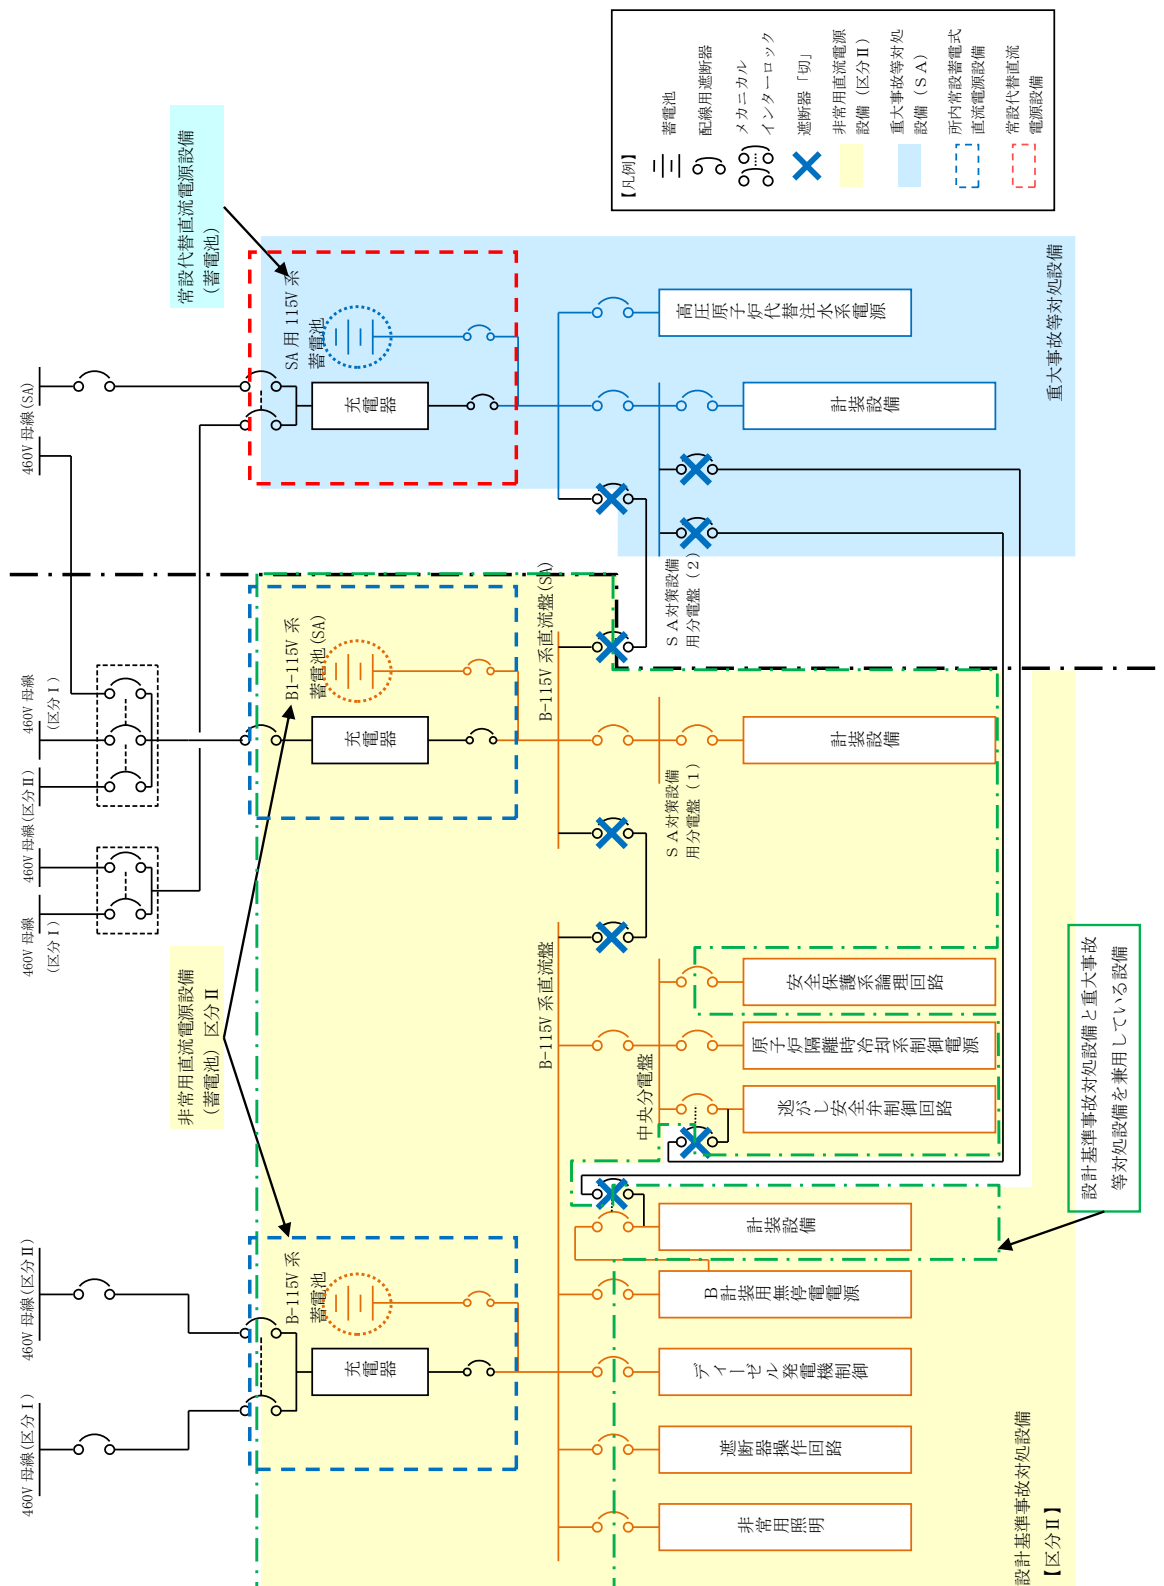 460V 母線(区分Ⅰ)
460V 母線(区分Ⅱ)
460V 母線
(区分Ⅰ)
460V 母線(区分Ⅱ)
460V 母線
(区分Ⅰ)
460V 母線(SA)
非常用直流電源設備
(蓄電池) 区分Ⅱ
常設代替直流電源設備
(蓄電池)
B-115V 系
蓄電池
充電器
B1-115V 系
蓄電池(SA)
充電器
SA 用 115V 系
蓄電池
充電器
B-115V 系直流盤
B-115V 系直流盤(SA)
中央分電盤
SA対策設備
用分電盤(1)
SA対策設備
用分電盤(2)
非常用照明
遮断器操作回路
ディーゼル発電機制御
B計装用無停電電源
計装設備
逃がし安全弁制御回路
原子炉隔離時冷却系制御電源
安全保護系論理回路
計装設備
計装設備
高圧原子炉代替注水系電源
設計基準事故対処設備
【区分Ⅱ】
重大事故等対処設備
設計基準事故対処設備と重大事故
等対処設備を兼用している設備
【凡例】
蓄電池
配線用遮断器
メカニカル
インターロック
遮断器「切」
非常用直流電源
設備(区分Ⅱ)
重大事故等対処
設備(SA)
所内常設蓄電式
直流電源設備
常設代替直流
電源設備